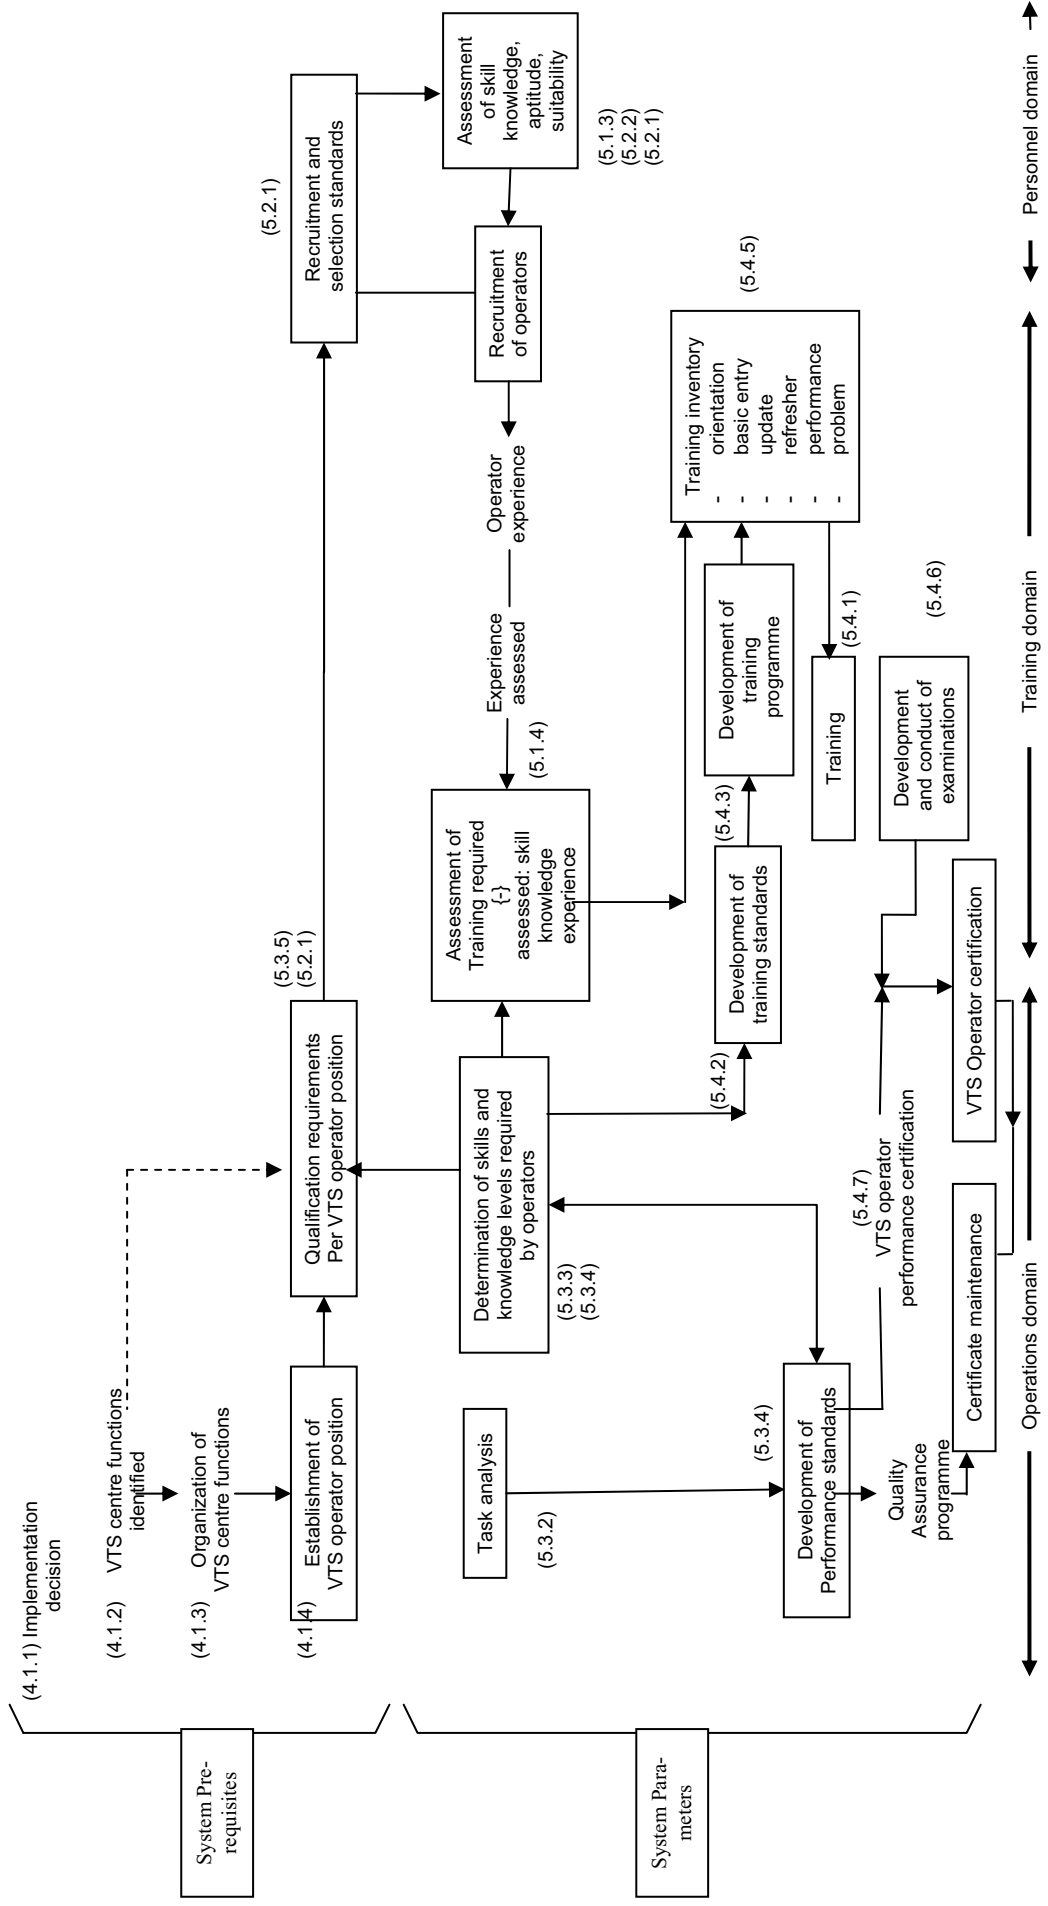 (4.1.1) Implementation
decision
(4.1.2)
VTS centre functions
identified
(4.1.3)
Organization of
VTS centre functions
(4.1.4)
Establishment of
VTS operator position
Qualification requirements
Per VTS operator position
(5.3.5)
(5.2.1)
Recruitment and
selection standards
(5.2.1)
System Pre-
requisites
Assessment
of skill
knowledge,
aptitude,
suitability
(5.1.3)
(5.2.2)
(5.2.1)
Recruitment
of operators
Operator
experience
Experience
assessed
(5.1.4)
Assessment of
Training required
{-}
assessed: skill
knowledge
experience
Determination of skills and
knowledge levels required
by operators
(5.3.3)
(5.3.4)
Task analysis
(5.3.2)
System Para-
meters
Development of
Performance standards
(5.3.4)
(5.4.2)
Development of
training standards
(5.4.3)
Development of
training
programme
Training inventory
- orientation
- basic entry
- update
- refresher
- performance
- problem
(5.4.5)
Training
(5.4.1)
Development
and conduct of
examinations
(5.4.6)
(5.4.7)
VTS operator
performance certification
Quality
Assurance
programme
Certificate maintenance
VTS Operator certification
Operations domain
Training domain
Personnel domain